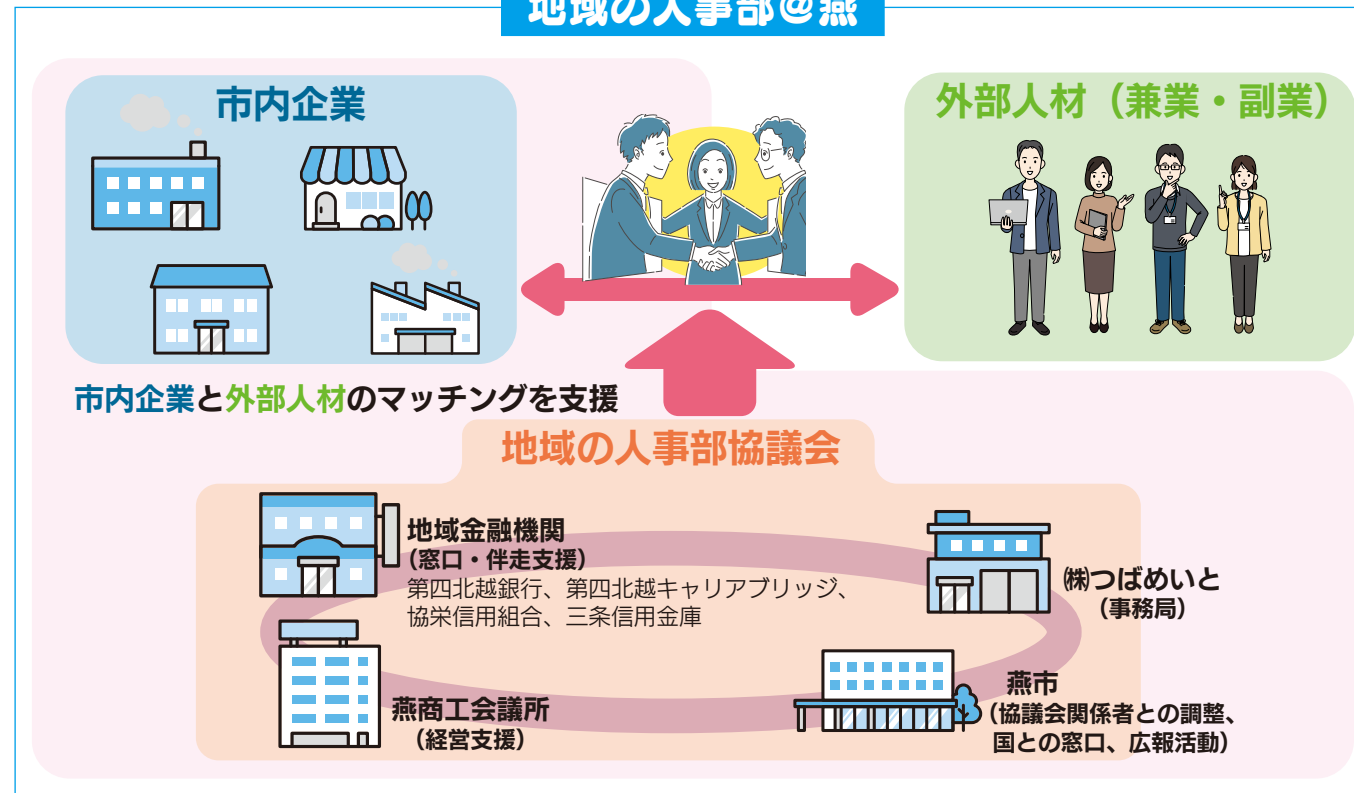 地域の人事部@燕
市内企業
外部人材（兼業・副業）
市内企業と外部人材のマッチングを支援
地域の人事部協議会
地域金融機関
（窓口・伴走支援）
第四北越銀行、第四北越キャリアブリッジ、
協栄信用組合、三条信用金庫
㈱つばめいと
（事務局）
燕商工会議所
（経営支援）
燕市
（協議会関係者との調整、
国との窓口、広報活動）